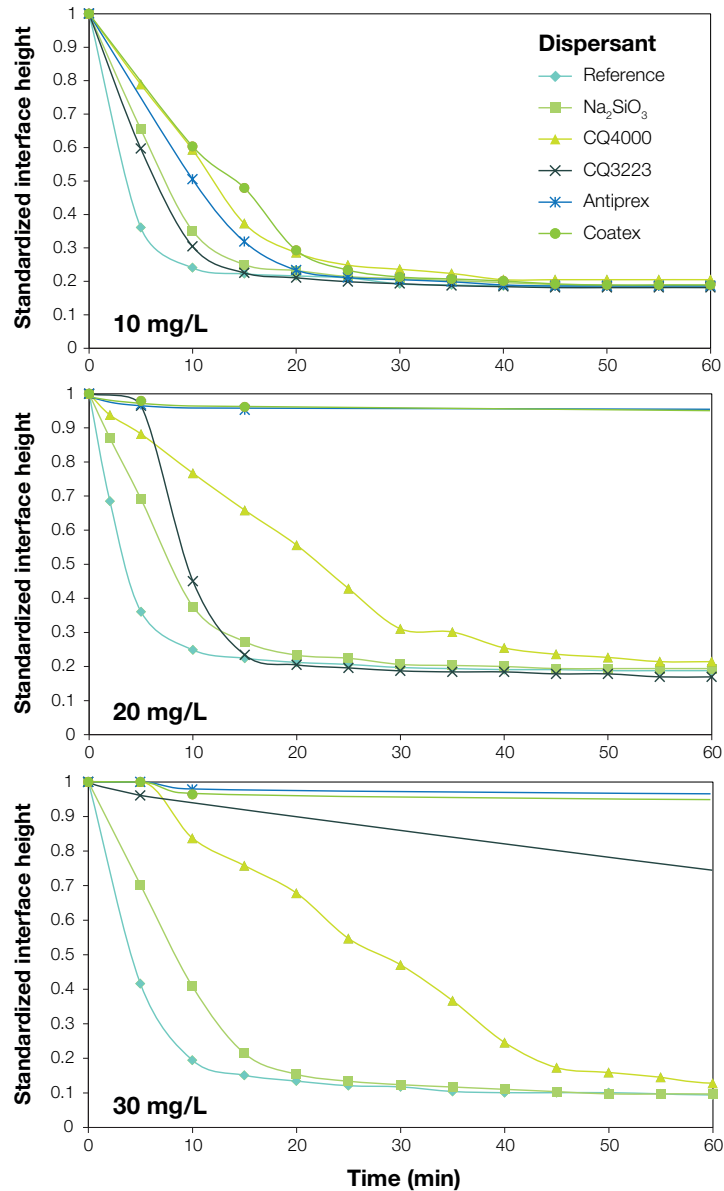 Standardized interface height
1
0.9
0.8
0.7
0.6
0.5
0.4
0.3
0.2
0.1
0
Dispersant
Reference
Na₂SiO₃
CQ4000
CQ3223
Antiprex
Coatex
10 mg/L
0 10 20 30 40 50 60
Standardized interface height
1
0.9
0.8
0.7
0.6
0.5
0.4
0.3
0.2
0.1
0
20 mg/L
0 10 20 30 40 50 60
Standardized interface height
1
0.9
0.8
0.7
0.6
0.5
0.4
0.3
0.2
0.1
0
30 mg/L
0 10 20 30 40 50 60
Time (min)